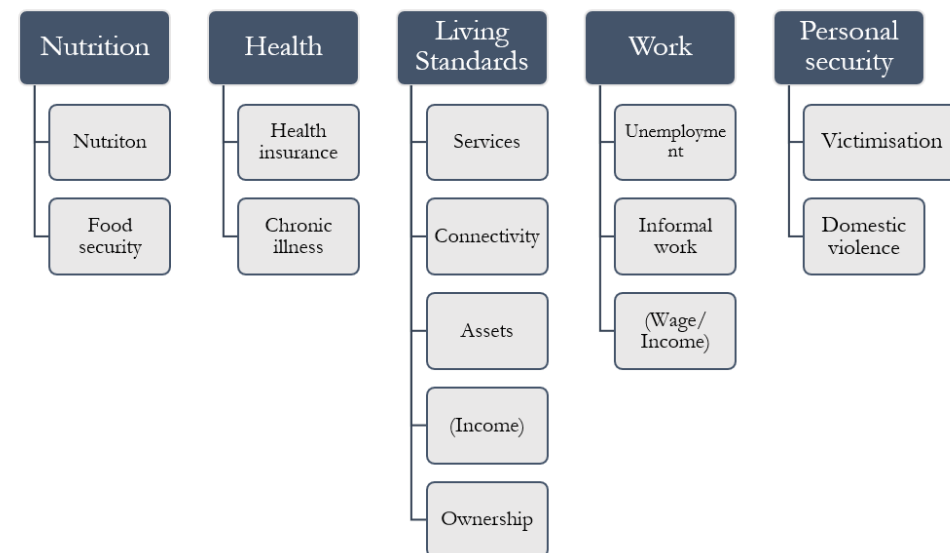 Nutrition
Nutriton
Food
security
Health
Health
insurance
Chronic
illness
Living
Standards
Services
Connectivity
Assets
(Income)
Ownership
Work
Unemployme
nt
Informal
work
(Wage/
Income)
Personal
security
Victimisation
Domestic
violence